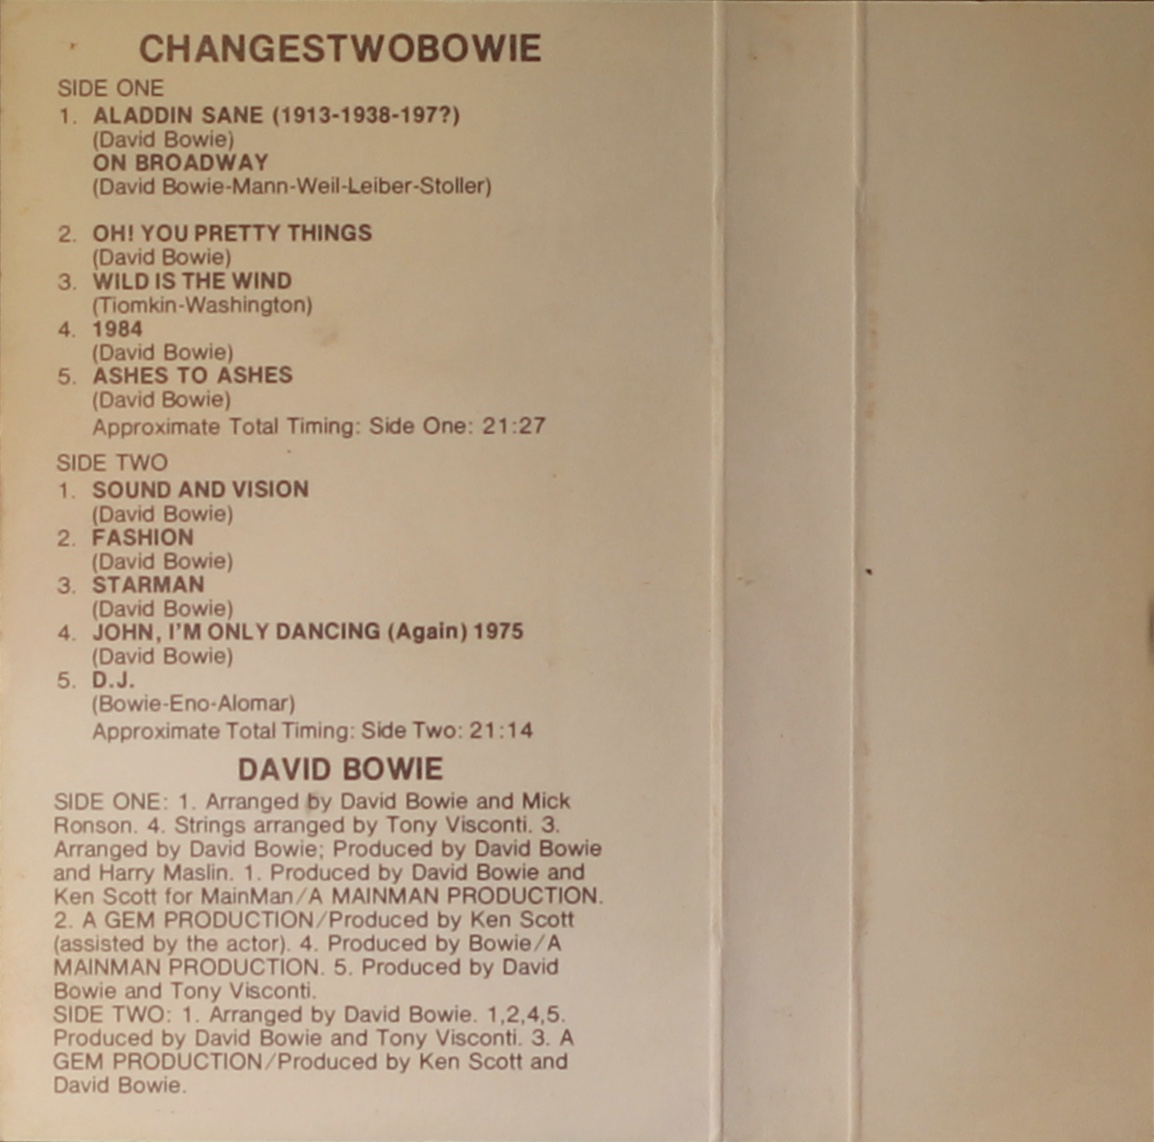 CHANGESTWOBOWIE
SIDE ONE
1. ALADDIN SANE (1913-1938-197?)
(David Bowie)
ON BROADWAY
(David Bowie-Mann-Weil-Leiber-Stoller)
2. OH! YOU PRETTY THINGS
(David Bowie)
3. WILD IS THE WIND
(Tiomkin-Washington)
4. 1984
(David Bowie)
5. ASHES TO ASHES
(David Bowie)
Approximate Total Timing: Side One: 21:27
SIDE TWO
1. SOUND AND VISION
(David Bowie)
2. FASHION
(David Bowie)
3. STARMAN
(David Bowie)
4. JOHN, I'M ONLY DANCING (Again) 1975
(David Bowie)
5. D.J.
(Bowie-Eno-Alomar)
Approximate Total Timing: Side Two: 21:14
DAVID BOWIE
SIDE ONE: 1. Arranged by David Bowie and Mick
Ronson. 4. Strings arranged by Tony Visconti. 3.
Arranged by David Bowie; Produced by David Bowie
and Harry Maslin. 1. Produced by David Bowie and
Ken Scott for MainMan/A MAINMAN PRODUCTION.
2. A GEM PRODUCTION/Produced by Ken Scott
(assisted by the actor). 4. Produced by Bowie/A
MAINMAN PRODUCTION. 5. Produced by David
Bowie and Tony Visconti.
SIDE TWO: 1. Arranged by David Bowie. 1,2,4,5.
Produced by David Bowie and Tony Visconti. 3. A
GEM PRODUCTION/Produced by Ken Scott and
David Bowie.